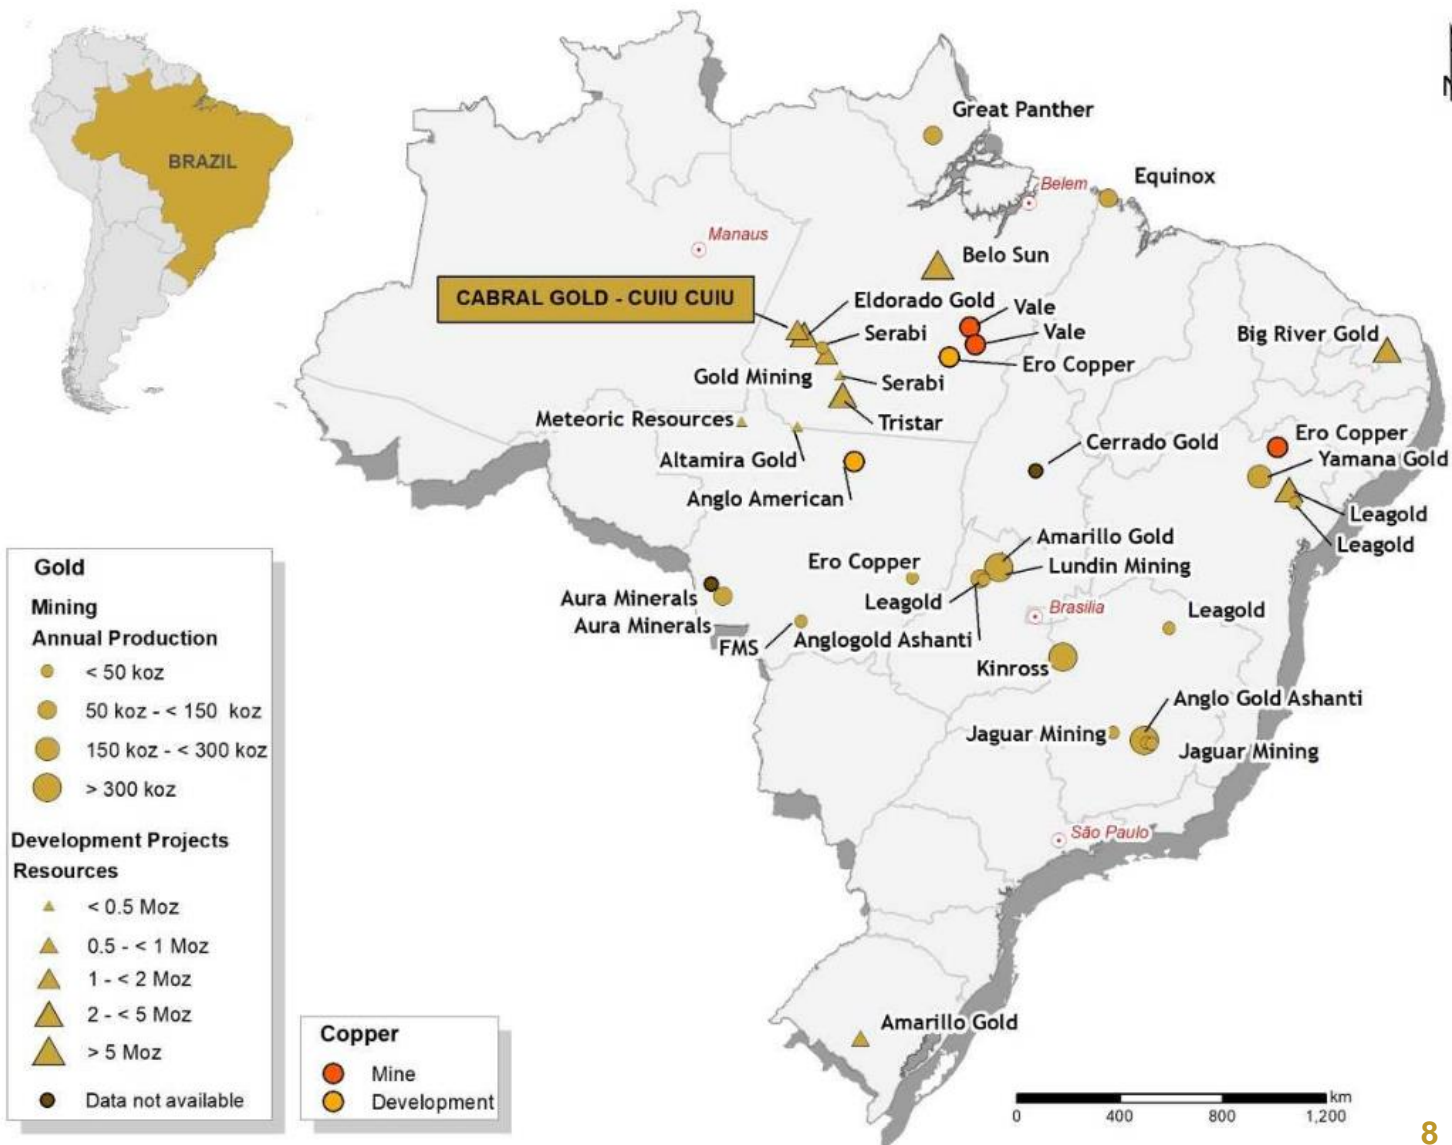 BRAZIL
N
Great Panther
Belem
Equinox
Manaus
Belo Sun
CABRAL GOLD - CUIU CUIU
Eldorado Gold
Vale
Serabi
Vale
Big River Gold
Ero Copper
Gold Mining
Serabi
Meteoric Resources
Tristar
Ero Copper
Cerrado Gold
Altamira Gold
Yamana Gold
Anglo American
Leagold
Leagold
Amarillo Gold
Ero Copper
Lundin Mining
Aura Minerals
Leagold
Brasilia
Leagold
Aura Minerals
FMS
Anglogold Ashanti
Kinross
Anglo Gold Ashanti
Jaguar Mining
Jaguar Mining
São Paulo
Amarillo Gold
Gold
Mining
Annual Production
< 50 koz
50 koz - < 150 koz
150 koz - < 300 koz
> 300 koz
Development Projects
Resources
< 0.5 Moz
0.5 - < 1 Moz
1 - < 2 Moz
2 - < 5 Moz
> 5 Moz
Data not available
Copper
Mine
Development
km
0 400 800 1,200
8